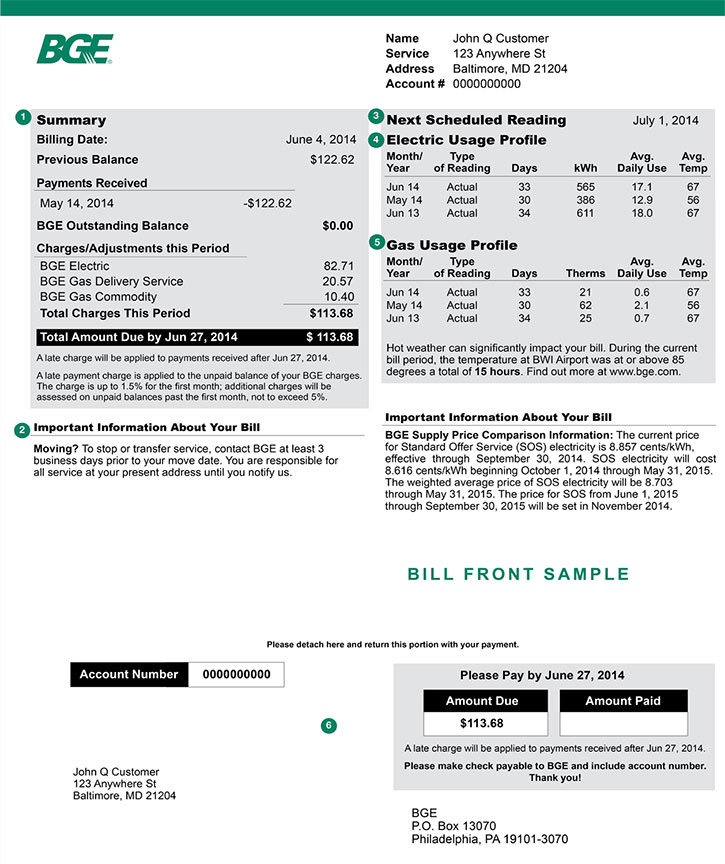 BGE
Name John Q Customer
Service 123 Anywhere St
Address Baltimore, MD 21204
Account # 0000000000
1 Summary
Billing Date: June 4, 2014
Previous Balance $122.62
Payments Received
May 14, 2014 -$122.62
BGE Outstanding Balance $0.00
Charges/Adjustments this Period
BGE Electric 82.71
BGE Gas Delivery Service 20.57
BGE Gas Commodity 10.40
Total Charges This Period $113.68
Total Amount Due by Jun 27, 2014 $ 113.68
A late charge will be applied to payments received after Jun 27, 2014.
A late payment charge is applied to the unpaid balance of your BGE charges.
The charge is up to 1.5% for the first month; additional charges will be
assessed on unpaid balances past the first month, not to exceed 5%.
2 Important Information About Your Bill
Moving? To stop or transfer service, contact BGE at least 3
business days prior to your move date. You are responsible for
all service at your present address until you notify us.
3 Next Scheduled Reading July 1, 2014
4 Electric Usage Profile
Month/ Type Avg. Avg.
Year of Reading Days kWh Daily Use Temp
Jun 14 Actual 33 565 17.1 67
May 14 Actual 30 386 12.9 56
Jun 13 Actual 34 611 18.0 67
5 Gas Usage Profile
Month/ Type Avg. Avg.
Year of Reading Days Therms Daily Use Temp
Jun 14 Actual 33 21 0.6 67
May 14 Actual 30 62 2.1 56
Jun 13 Actual 34 25 0.7 67
Hot weather can significantly impact your bill. During the current
bill period, the temperature at BWI Airport was at or above 85
degrees a total of 15 hours. Find out more at www.bge.com.
Important Information About Your Bill
BGE Supply Price Comparison Information: The current price
for Standard Offer Service (SOS) electricity is 8.857 cents/kWh,
effective through September 30, 2014. SOS electricity will cost
8.616 cents/kWh beginning October 1, 2014 through May 31, 2015.
The weighted average price of SOS electricity will be 8.703
through May 31, 2015. The price for SOS from June 1, 2015
through September 30, 2015 will be set in November 2014.
BILL FRONT SAMPLE
Please detach here and return this portion with your payment.
Account Number 0000000000
6
John Q Customer
123 Anywhere St
Baltimore, MD 21204
Please Pay by June 27, 2014
Amount Due Amount Paid
$113.68
A late charge will be applied to payments received after Jun 27, 2014.
Please make check payable to BGE and include account number.
Thank you!
BGE
P.O. Box 13070
Philadelphia, PA 19101-3070